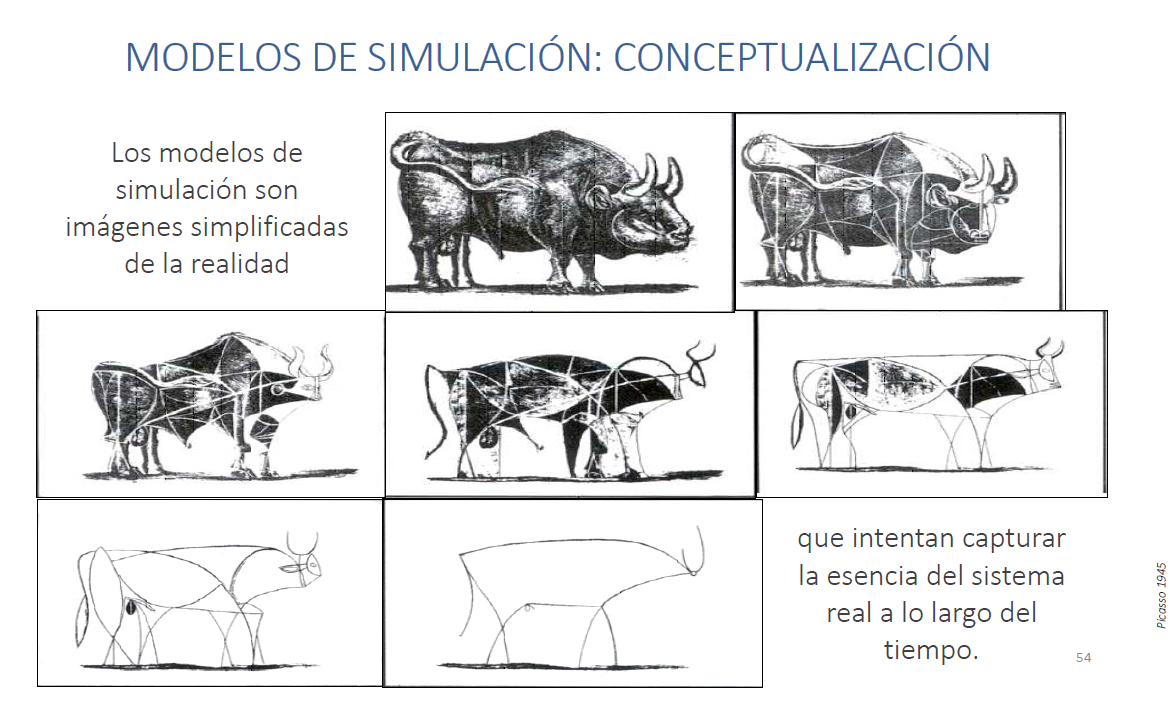 MODELOS DE SIMULACIÓN: CONCEPTUALIZACIÓN
Los modelos de
simulación son
imágenes simplificadas
de la realidad
que intentan capturar
la esencia del sistema
real a lo largo del
tiempo.
Picasso 1945
54